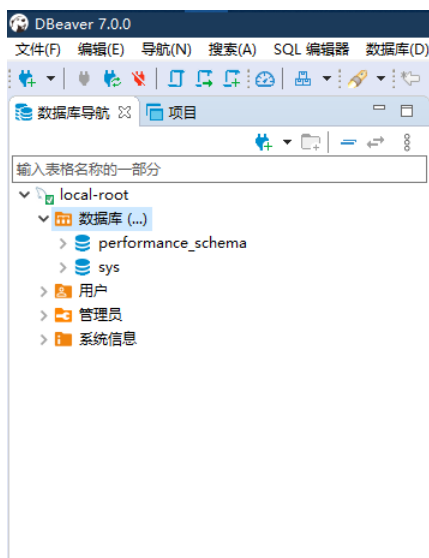 DBeaver 7.0.0
文件(F) 编辑(E) 导航(N) 搜索(A) SQL 编辑器 数据库(D)
数据库导航 项目
输入表格名称的一部分
local-root
数据库 (...)
performance_schema
sys
用户
管理员
系统信息